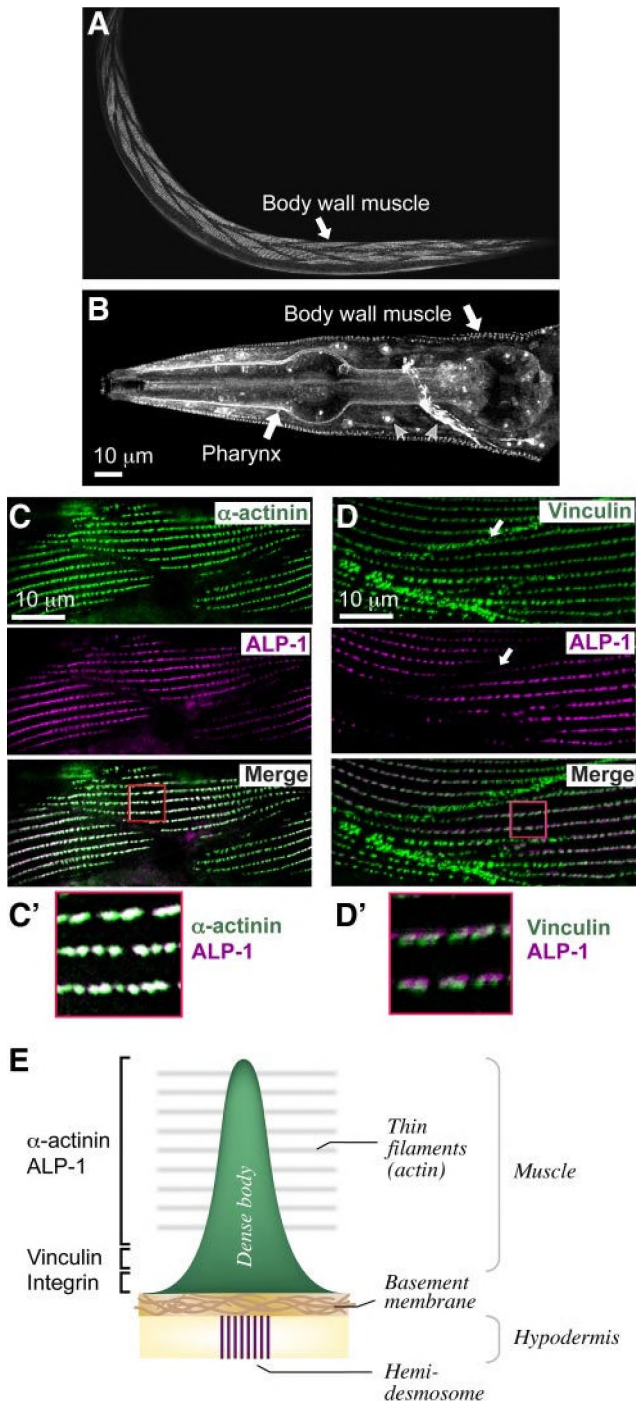 A
Body wall muscle
B
Body wall muscle
Pharynx
10 μm
C
α-actinin
10 μm
ALP-1
Merge
D
Vinculin
10 μm
ALP-1
Merge
C'
α-actinin
ALP-1
D'
Vinculin
ALP-1
E
α-actinin
ALP-1
Vinculin
Integrin
Dense body
Thin
filaments
(actin)
Muscle
Basement
membrane
Hypodermis
Hemi-
desmosome